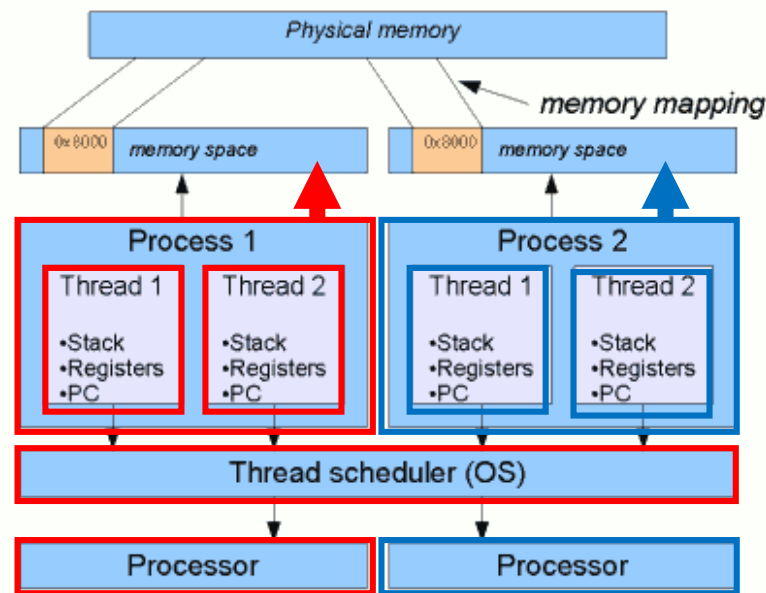 Physical memory
memory mapping
0x8000 memory space
0x8000 memory space
Process 1
Thread 1
•Stack
•Registers
•PC
Thread 2
•Stack
•Registers
•PC
Process 2
Thread 1
•Stack
•Registers
•PC
Thread 2
•Stack
•Registers
•PC
Thread scheduler (OS)
Processor
Processor